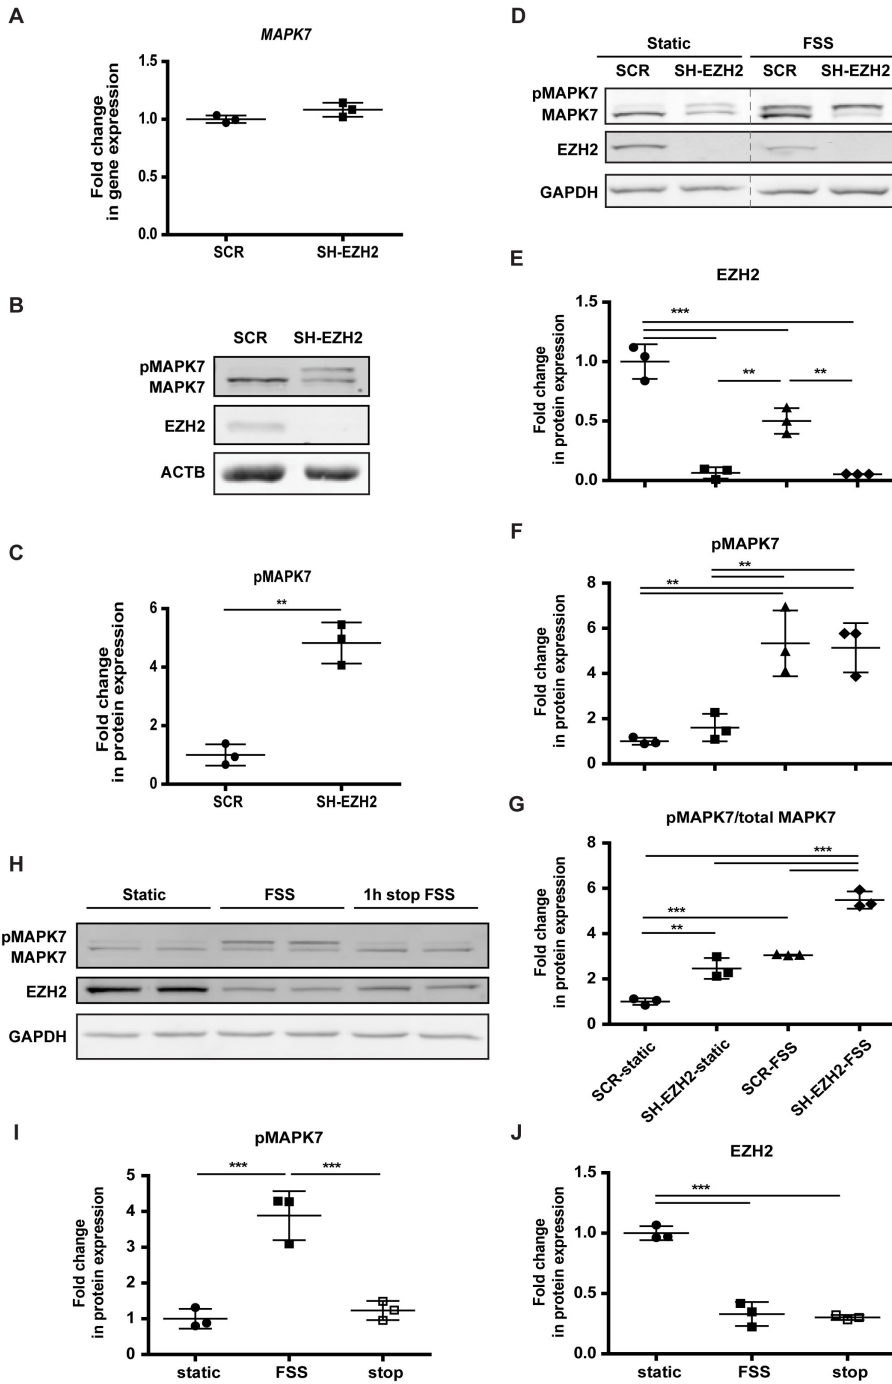 A
MAPK7
Fold change
in gene expression
1.5
1.0
0.5
0.0
SCR
SH-EZH2
B
SCR SH-EZH2
pMAPK7
MAPK7
EZH2
ACTB
C
pMAPK7
Fold change
in protein expression
6
4
2
0
**
SCR
SH-EZH2
D
Static FSS
SCR SH-EZH2 SCR SH-EZH2
pMAPK7
MAPK7
EZH2
GAPDH
E
EZH2
Fold change
in protein expression
1.5
1.0
0.5
0.0
***
** **
F
pMAPK7
Fold change
in protein expression
8
6
4
2
0
**
**
G
pMAPK7/total MAPK7
Fold change
in protein expression
8
6
4
2
0
***
***
**
SCR-static
SH-EZH2-static
SCR-FSS
SH-EZH2-FSS
H
Static FSS 1h stop FSS
pMAPK7
MAPK7
EZH2
GAPDH
I
pMAPK7
Fold change
in protein expression
5
4
3
2
1
0
*** ***
static FSS stop
J
EZH2
Fold change
in protein expression
1.5
1.0
0.5
0.0
***
static FSS stop